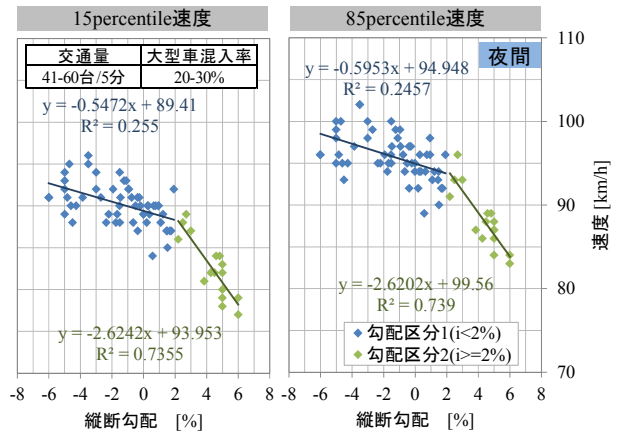 15percentile速度
85percentile速度
交通量 大型車混入率
41-60台/5分 20-30%
y = -0.5472x + 89.41
R² = 0.255
y = -2.6242x + 93.953
R² = 0.7355
夜間
y = -0.5953x + 94.948
R² = 0.2457
y = -2.6202x + 99.56
R² = 0.739
勾配区分1(i<2%)
勾配区分2(i>=2%)
110
100
90
80
70
速度 [km/h]
-8 -6 -4 -2 0 2 4 6 8
-8 -6 -4 -2 0 2 4 6 8
縦断勾配 [%]
縦断勾配 [%]